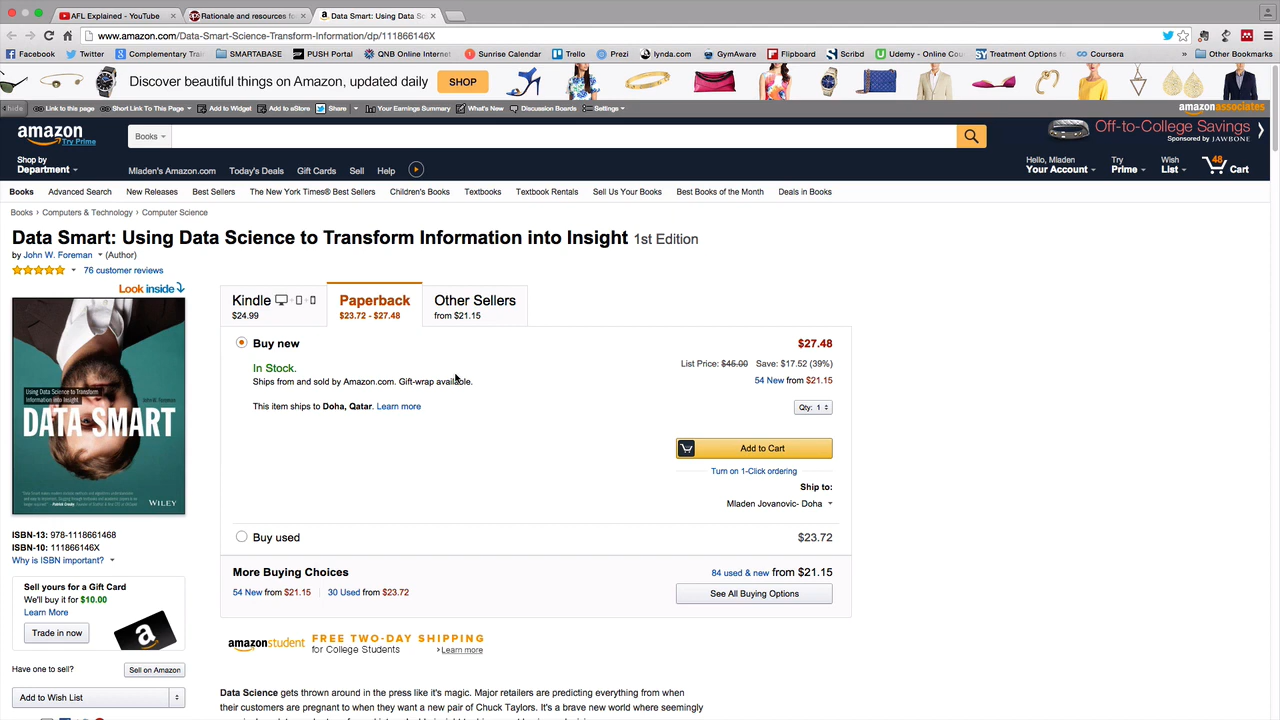 AFL Explained - YouTube
Rationale and resources fo
Data Smart: Using Data Sc
www.amazon.com/Data-Smart-Science-Transform-Information/dp/111866146X
Facebook Twitter Complementary Train SMARTABASE PUSH Portal QNB Online Internet Sunrise Calendar Trello Prezi lynda.com GymAware Flipboard Scribd Udemy - Online Cou Treatment Options fo Coursera » Other Bookmarks
Discover beautiful things on Amazon, updated daily SHOP
hide Link to this page Short Link To This Page Add to Widget Add to aStore Share Your Earnings Summary What's New Discussion Boards Settings
amazonassociates
amazon
Try Prime
Books
Off-to-College Savings
Sponsored by JAWBONE
Shop by
Department
Mladen's Amazon.com Today's Deals Gift Cards Sell Help
Hello, Mladen
Your Account
Try
Prime
Wish
List
48
Cart
Books Advanced Search New Releases Best Sellers The New York Times® Best Sellers Children's Books Textbooks Textbook Rentals Sell Us Your Books Best Books of the Month Deals in Books
Books › Computers & Technology › Computer Science
Data Smart: Using Data Science to Transform Information into Insight 1st Edition
by John W. Foreman (Author)
76 customer reviews
Look inside
Using Data Science to Transform
Information into Insight
John W. Foreman
DATA SMART
WILEY
Kindle
$24.99
Paperback
$23.72 - $27.48
Other Sellers
from $21.15
Buy new
$27.48
In Stock.
List Price: $45.00 Save: $17.52 (39%)
Ships from and sold by Amazon.com. Gift-wrap available.
54 New from $21.15
This item ships to Doha, Qatar. Learn more
Qty: 1
Add to Cart
Turn on 1-Click ordering
Ship to:
Mladen Jovanovic- Doha
Buy used
$23.72
More Buying Choices
84 used & new from $21.15
54 New from $21.15 30 Used from $23.72
See All Buying Options
ISBN-13: 978-1118661468
ISBN-10: 111866146X
Why is ISBN important?
Sell yours for a Gift Card
We'll buy it for $10.00
Learn More
Trade in now
Have one to sell?
Sell on Amazon
Add to Wish List
amazonstudent
FREE TWO-DAY SHIPPING
for College Students
›Learn more
Data Science gets thrown around in the press like it's magic. Major retailers are predicting everything from when
their customers are pregnant to when they want a new pair of Chuck Taylors. It's a brave new world where seemingly